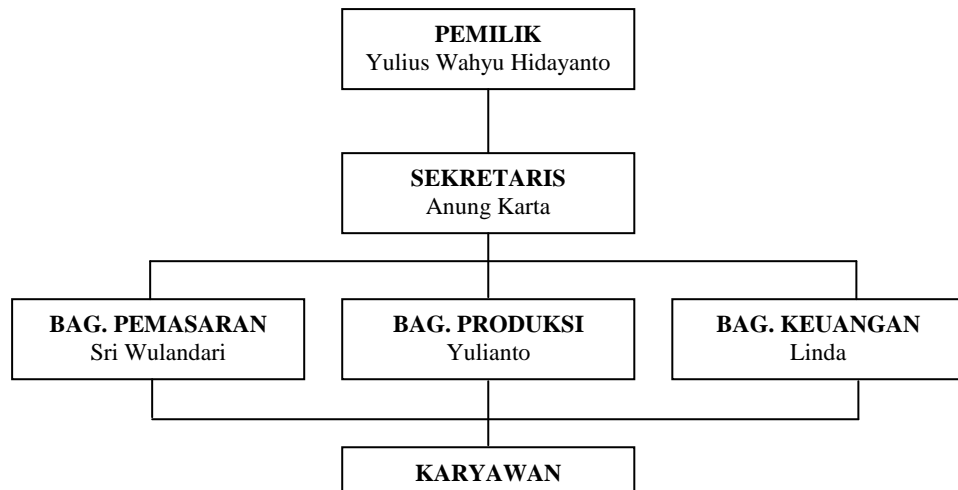 PEMILIK
Yulius Wahyu Hidayanto
SEKRETARIS
Anung Karta
BAG. PEMASARAN
Sri Wulandari
BAG. PRODUKSI
Yulianto
BAG. KEUANGAN
Linda
KARYAWAN